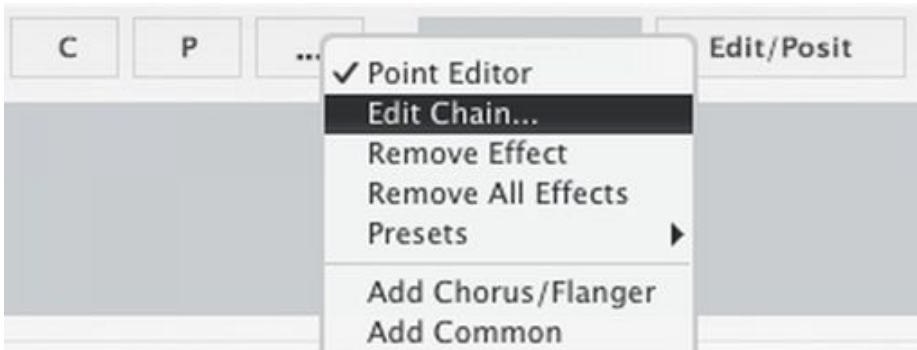 C P ... Edit/Posit
✓ Point Editor
Edit Chain...
Remove Effect
Remove All Effects
Presets
Add Chorus/Flanger
Add Common